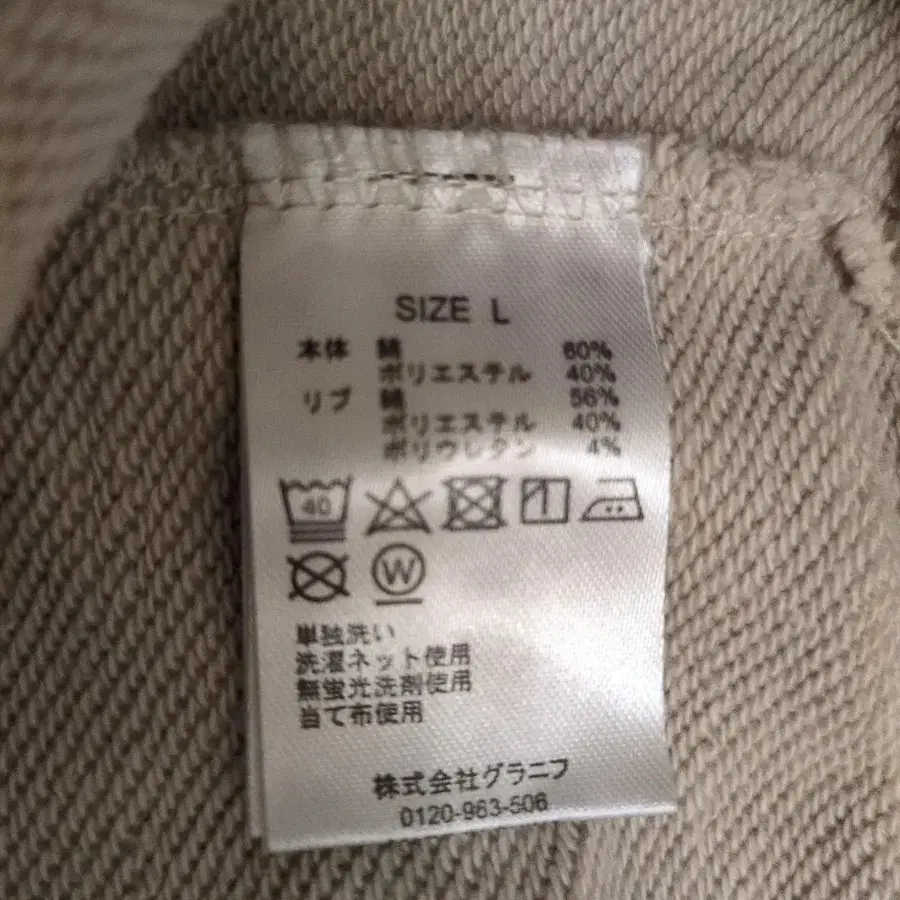 SIZE L
本体 綿 60%
ポリエステル 40%
リブ 綿 56%
ポリエステル 40%
ポリウレタン 4%
40
W
単独洗い
洗濯ネット使用
無蛍光洗剤使用
当て布使用
株式会社グラニフ
0120-963-506